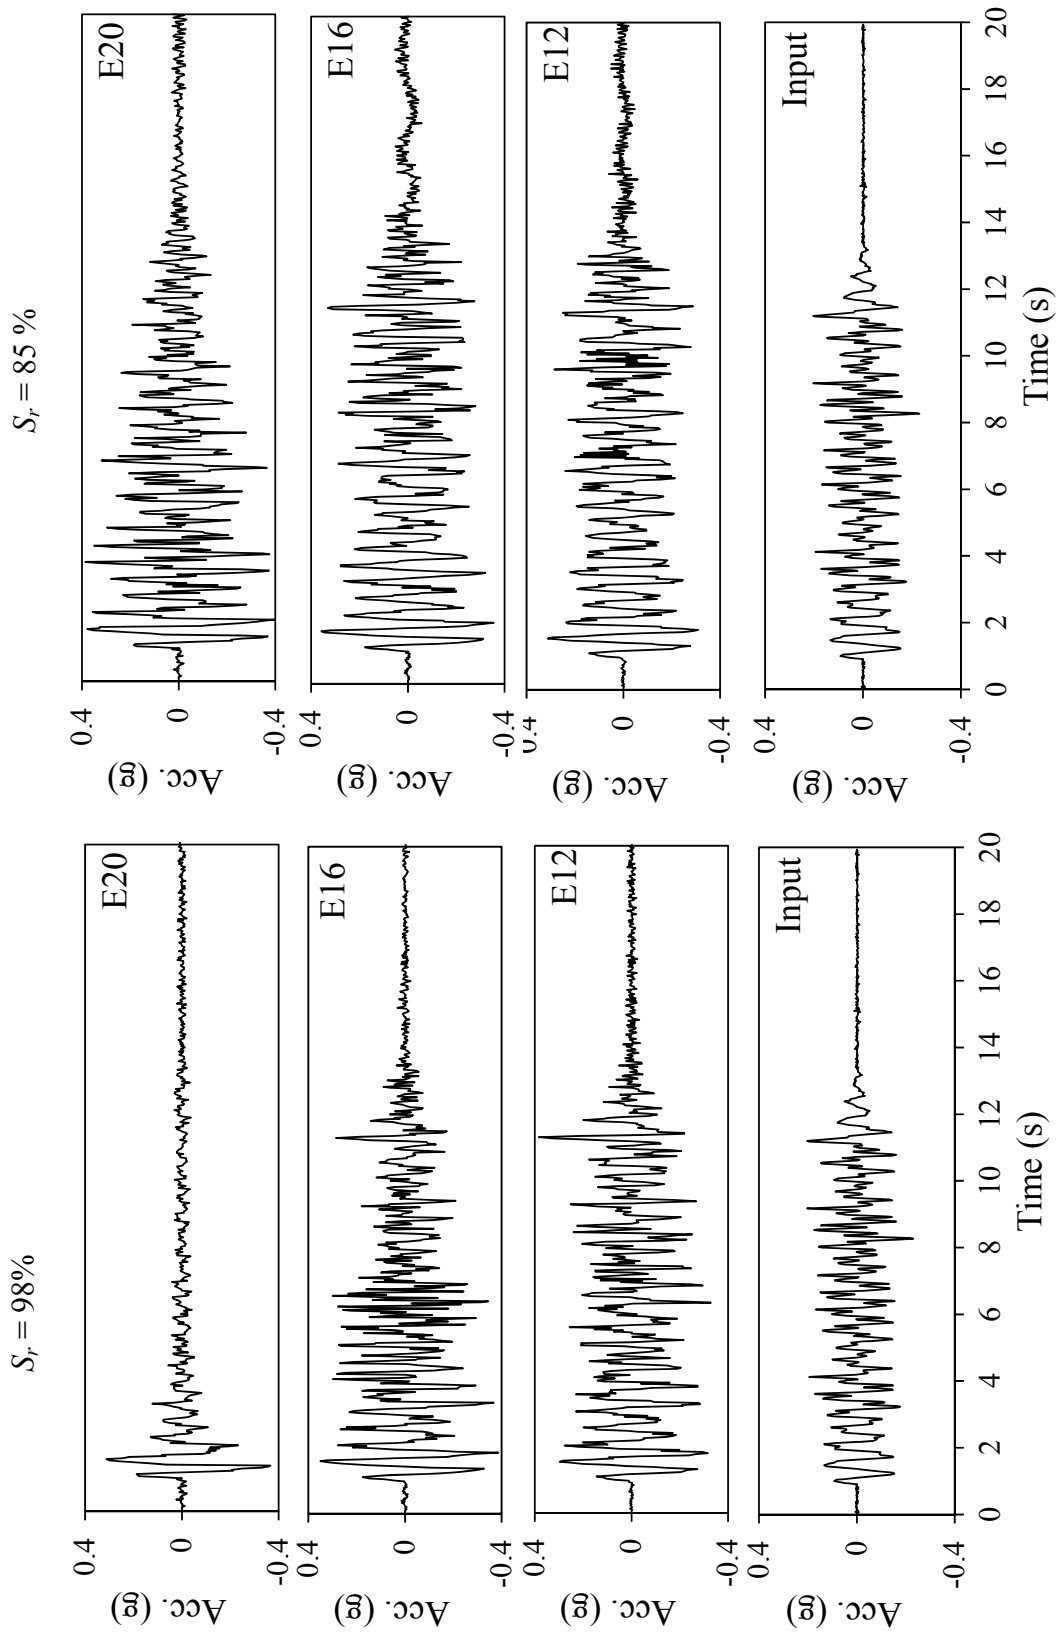 S_r = 98%
S_r = 85 %
Acc.
(g)
0.4
0
-0.4
E20
Acc.
(g)
0.4
0
-0.4
E20
Acc.
(g)
0.4
0
-0.4
E16
Acc.
(g)
0.4
0
-0.4
E16
Acc.
(g)
0.4
0
-0.4
E12
Acc.
(g)
0.4
0
-0.4
E12
Acc.
(g)
0.4
0
-0.4
Input
0 2 4 6 8 10 12 14 16 18 20
Time (s)
Acc.
(g)
0.4
0
-0.4
Input
0 2 4 6 8 10 12 14 16 18 20
Time (s)